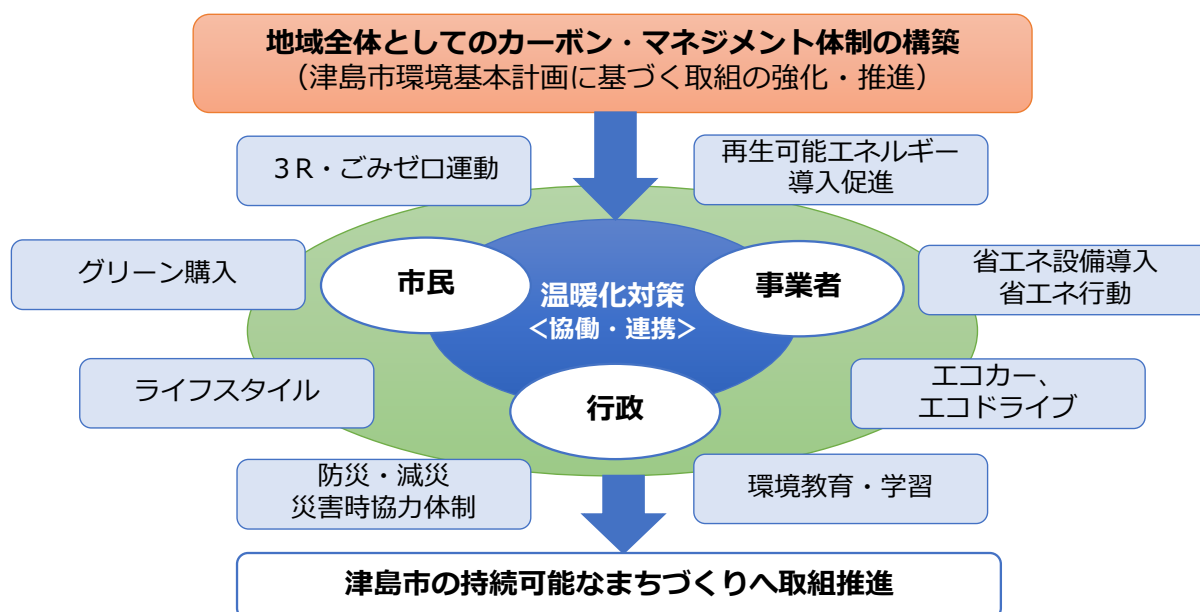 地域全体としてのカーボン・マネジメント体制の構築
（津島市環境基本計画に基づく取組の強化・推進）
３Ｒ・ごみゼロ運動
再生可能エネルギー
導入促進
グリーン購入
市民
温暖化対策
<協働・連携>
事業者
省エネ設備導入
省エネ行動
ライフスタイル
行政
エコカー、
エコドライブ
防災・減災
災害時協力体制
環境教育・学習
津島市の持続可能なまちづくりへ取組推進